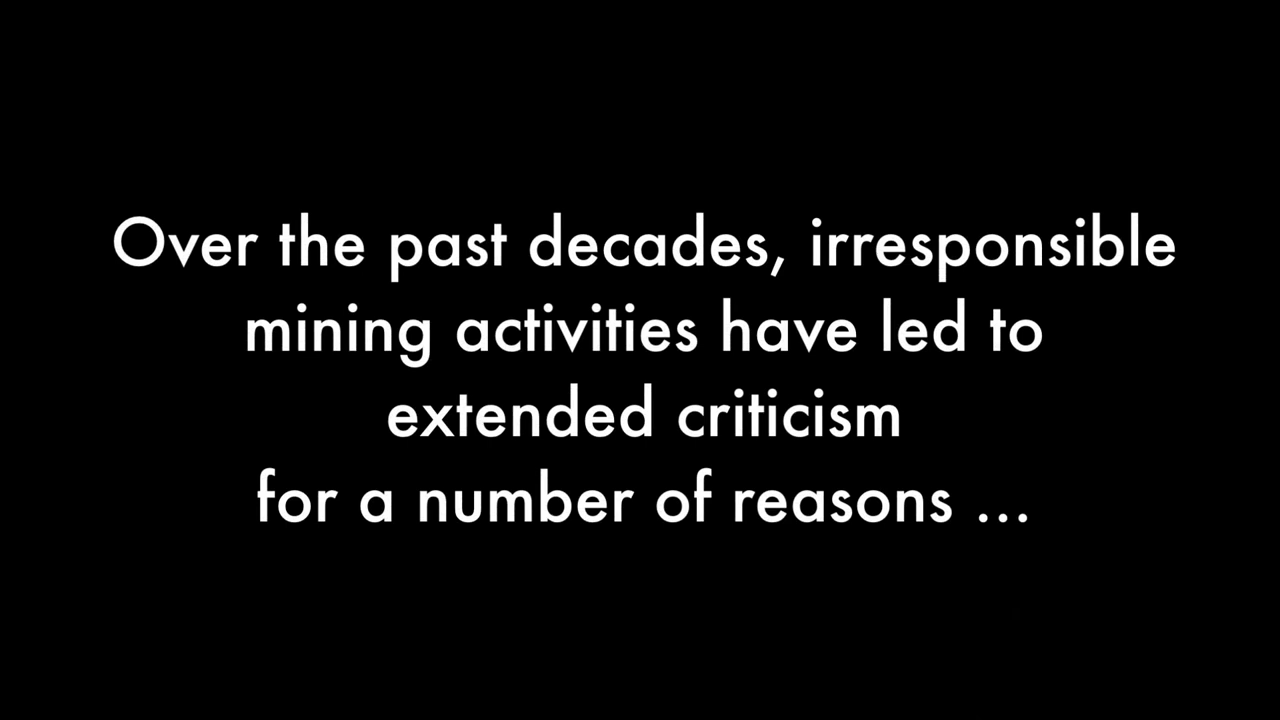 Over the past decades, irresponsible
mining activities have led to
extended criticism
for a number of reasons ...